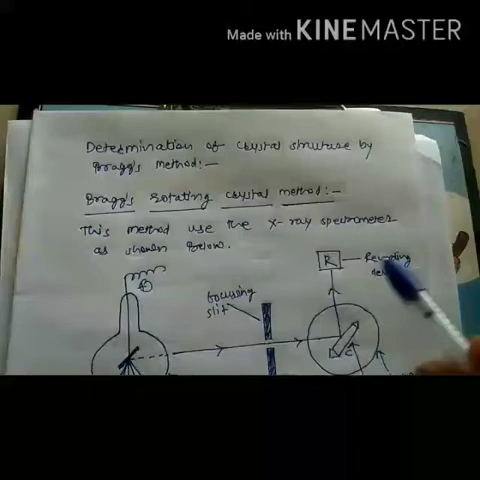 Made with KINEMASTER
Determination of crystal structure by
Bragg's method:-
Bragg's rotating crystal method:-
This method use the X-ray spectrometer
as shown below.
R
focusing
slit
C